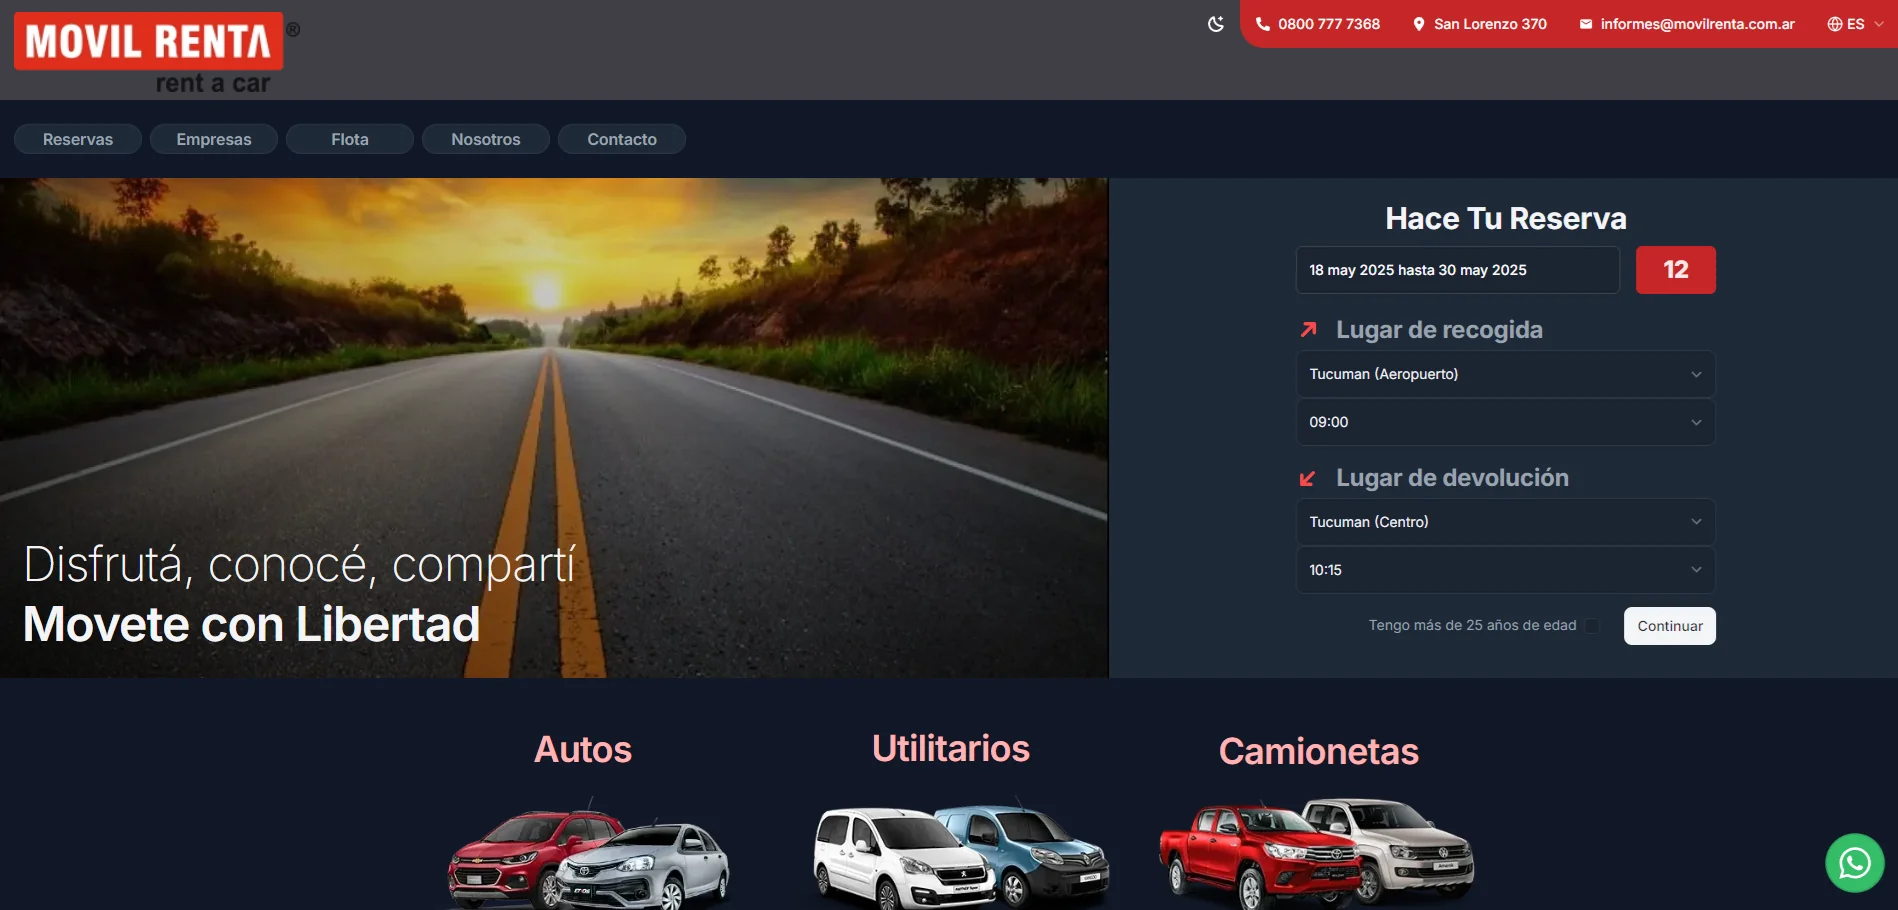 MOVIL RENTA ®
rent a car
0800 777 7368
San Lorenzo 370
informes@movilrenta.com.ar
ES
Reservas
Empresas
Flota
Nosotros
Contacto
Disfrutá, conocé, compartí
Movete con Libertad
Hace Tu Reserva
18 may 2025 hasta 30 may 2025
12
Lugar de recogida
Tucuman (Aeropuerto)
09:00
Lugar de devolución
Tucuman (Centro)
10:15
Tengo más de 25 años de edad
Continuar
Autos
Utilitarios
Camionetas